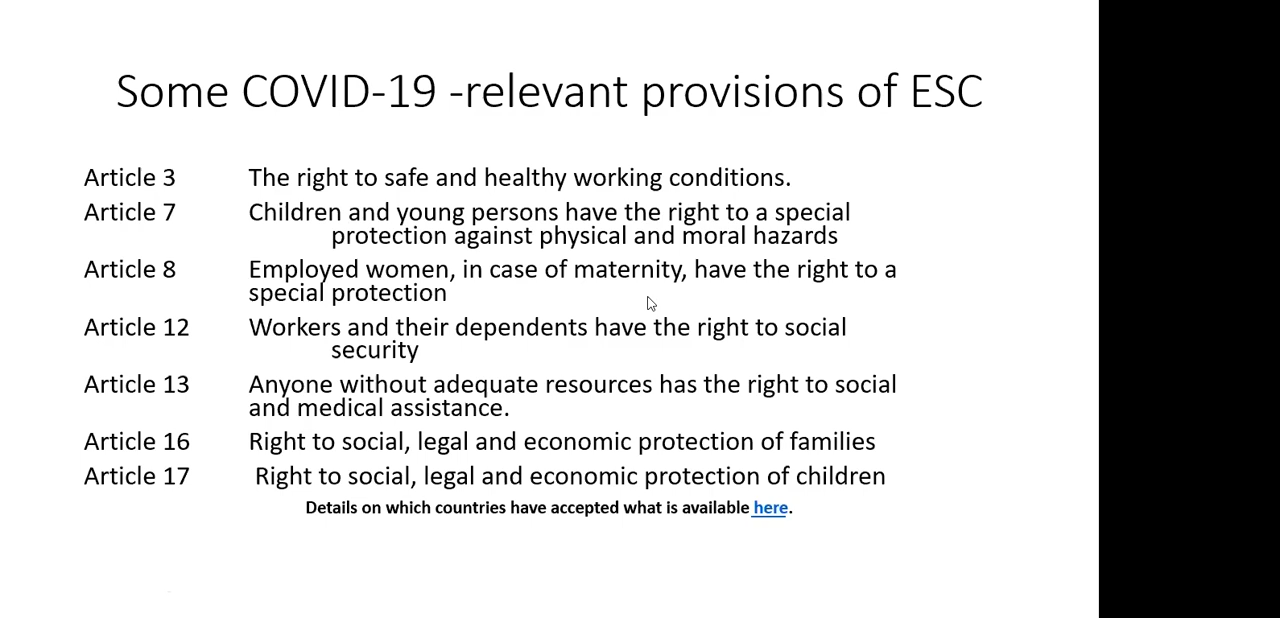 Some COVID-19 -relevant provisions of ESC
Article 3 The right to safe and healthy working conditions.
Article 7 Children and young persons have the right to a special
protection against physical and moral hazards
Article 8 Employed women, in case of maternity, have the right to a
special protection
Article 12 Workers and their dependents have the right to social
security
Article 13 Anyone without adequate resources has the right to social
and medical assistance.
Article 16 Right to social, legal and economic protection of families
Article 17 Right to social, legal and economic protection of children
Details on which countries have accepted what is available here.